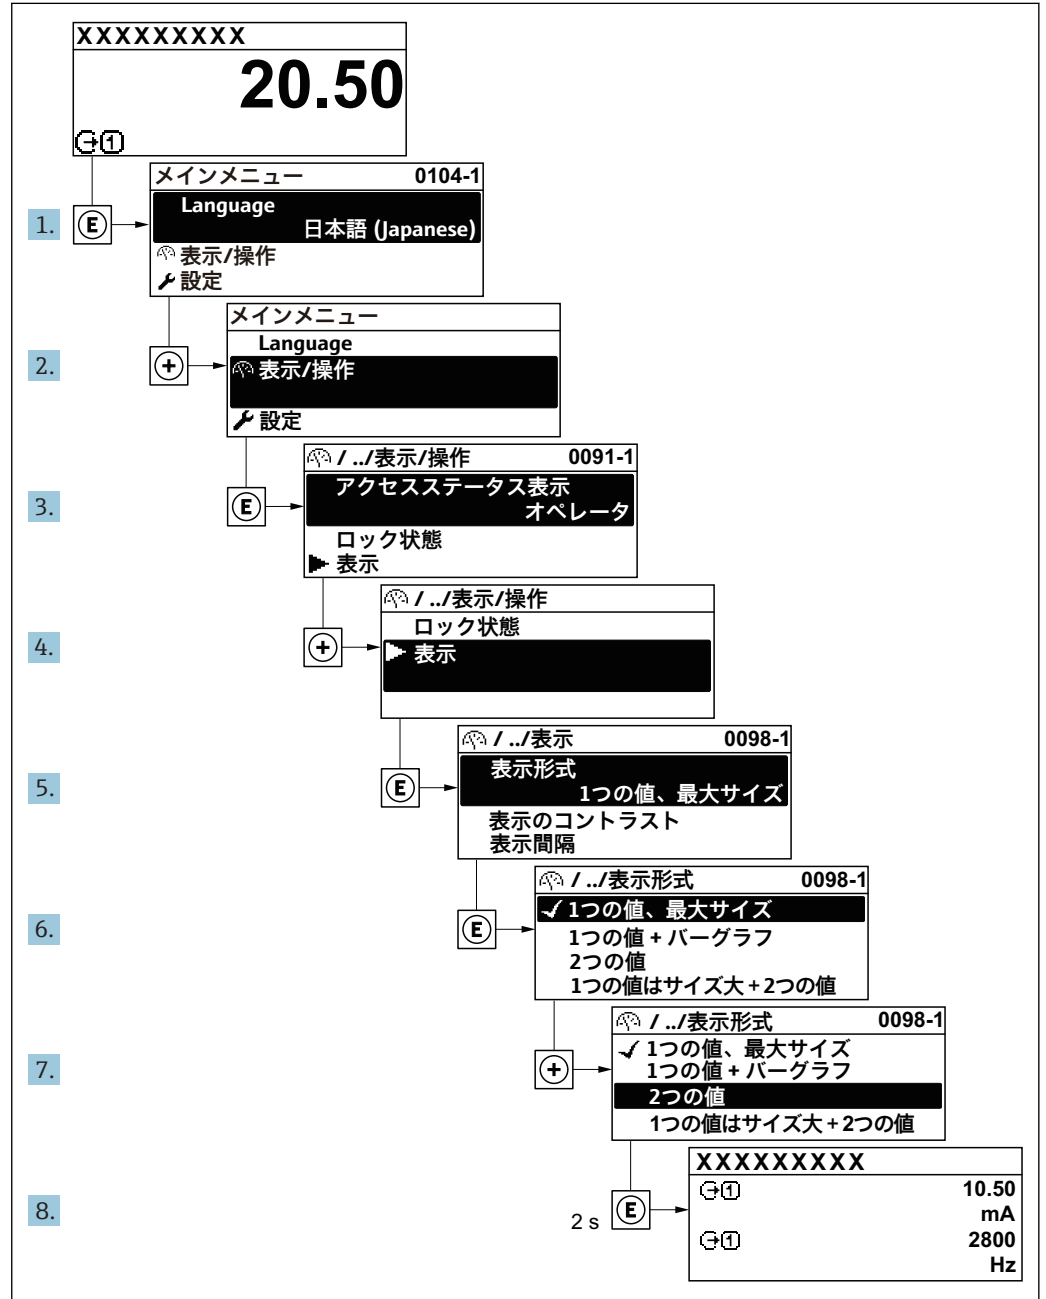 XXXXXXXXX
20.50
1
メインメニュー 0104-1
1. E Language
日本語 (Japanese)
表示/操作
設定
メインメニュー
Language
2. + 表示/操作
設定
/ ../表示/操作 0091-1
3. E アクセスステータス表示
オペレータ
ロック状態
表示
/ ../表示/操作
ロック状態
4. + 表示
/ ../表示 0098-1
5. E 表示形式
1つの値、最大サイズ
表示のコントラスト
表示間隔
/ ../表示形式 0098-1
6. E 1つの値、最大サイズ
1つの値 + バーグラフ
2つの値
1つの値はサイズ大 + 2つの値
/ ../表示形式 0098-1
7. + 1つの値、最大サイズ
1つの値 + バーグラフ
2つの値
1つの値はサイズ大 + 2つの値
XXXXXXXXX
8. 2 s E 1 10.50
mA
1 2800
Hz